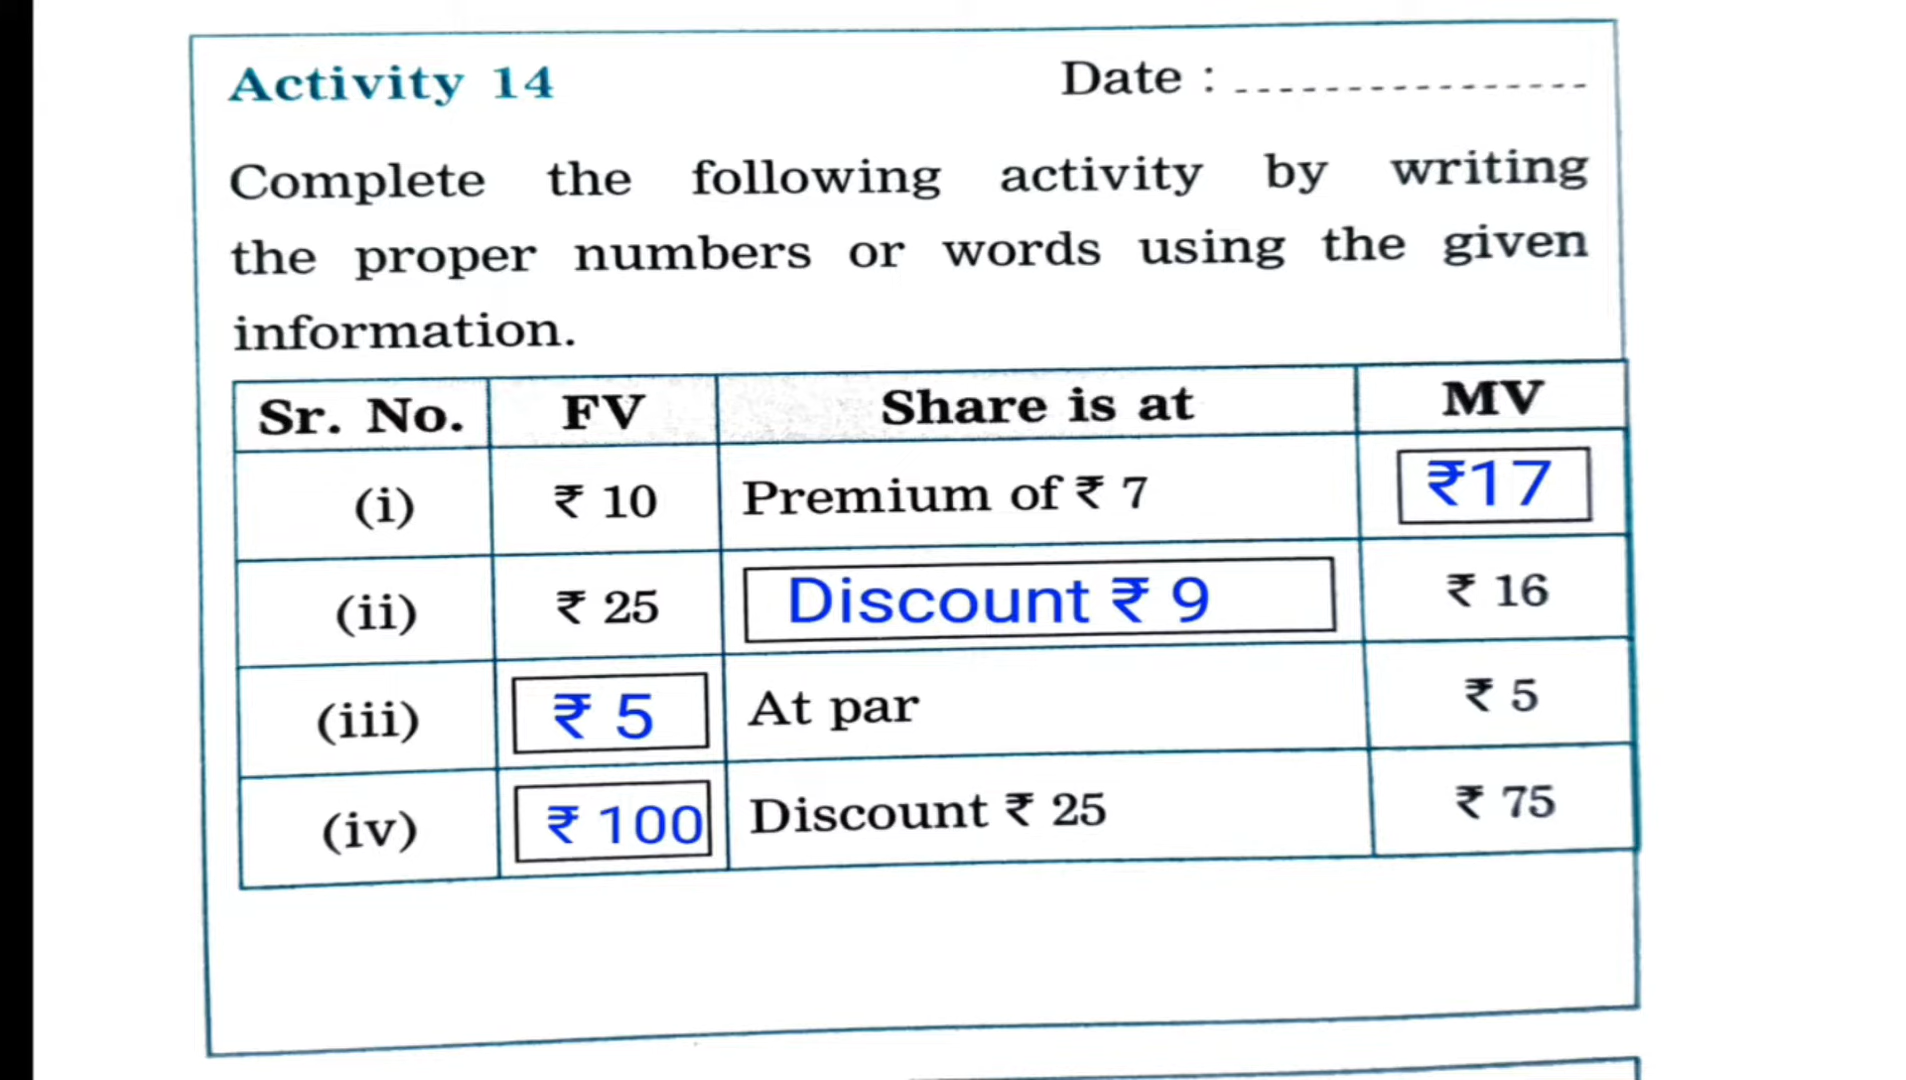 Activity 14 Date : ................
Complete the following activity by writing
the proper numbers or words using the given
information.
Sr. No. FV Share is at MV
(i) ₹ 10 Premium of ₹ 7 ₹17
(ii) ₹ 25 Discount ₹ 9 ₹ 16
(iii) ₹ 5 At par ₹ 5
(iv) ₹ 100 Discount ₹ 25 ₹ 75